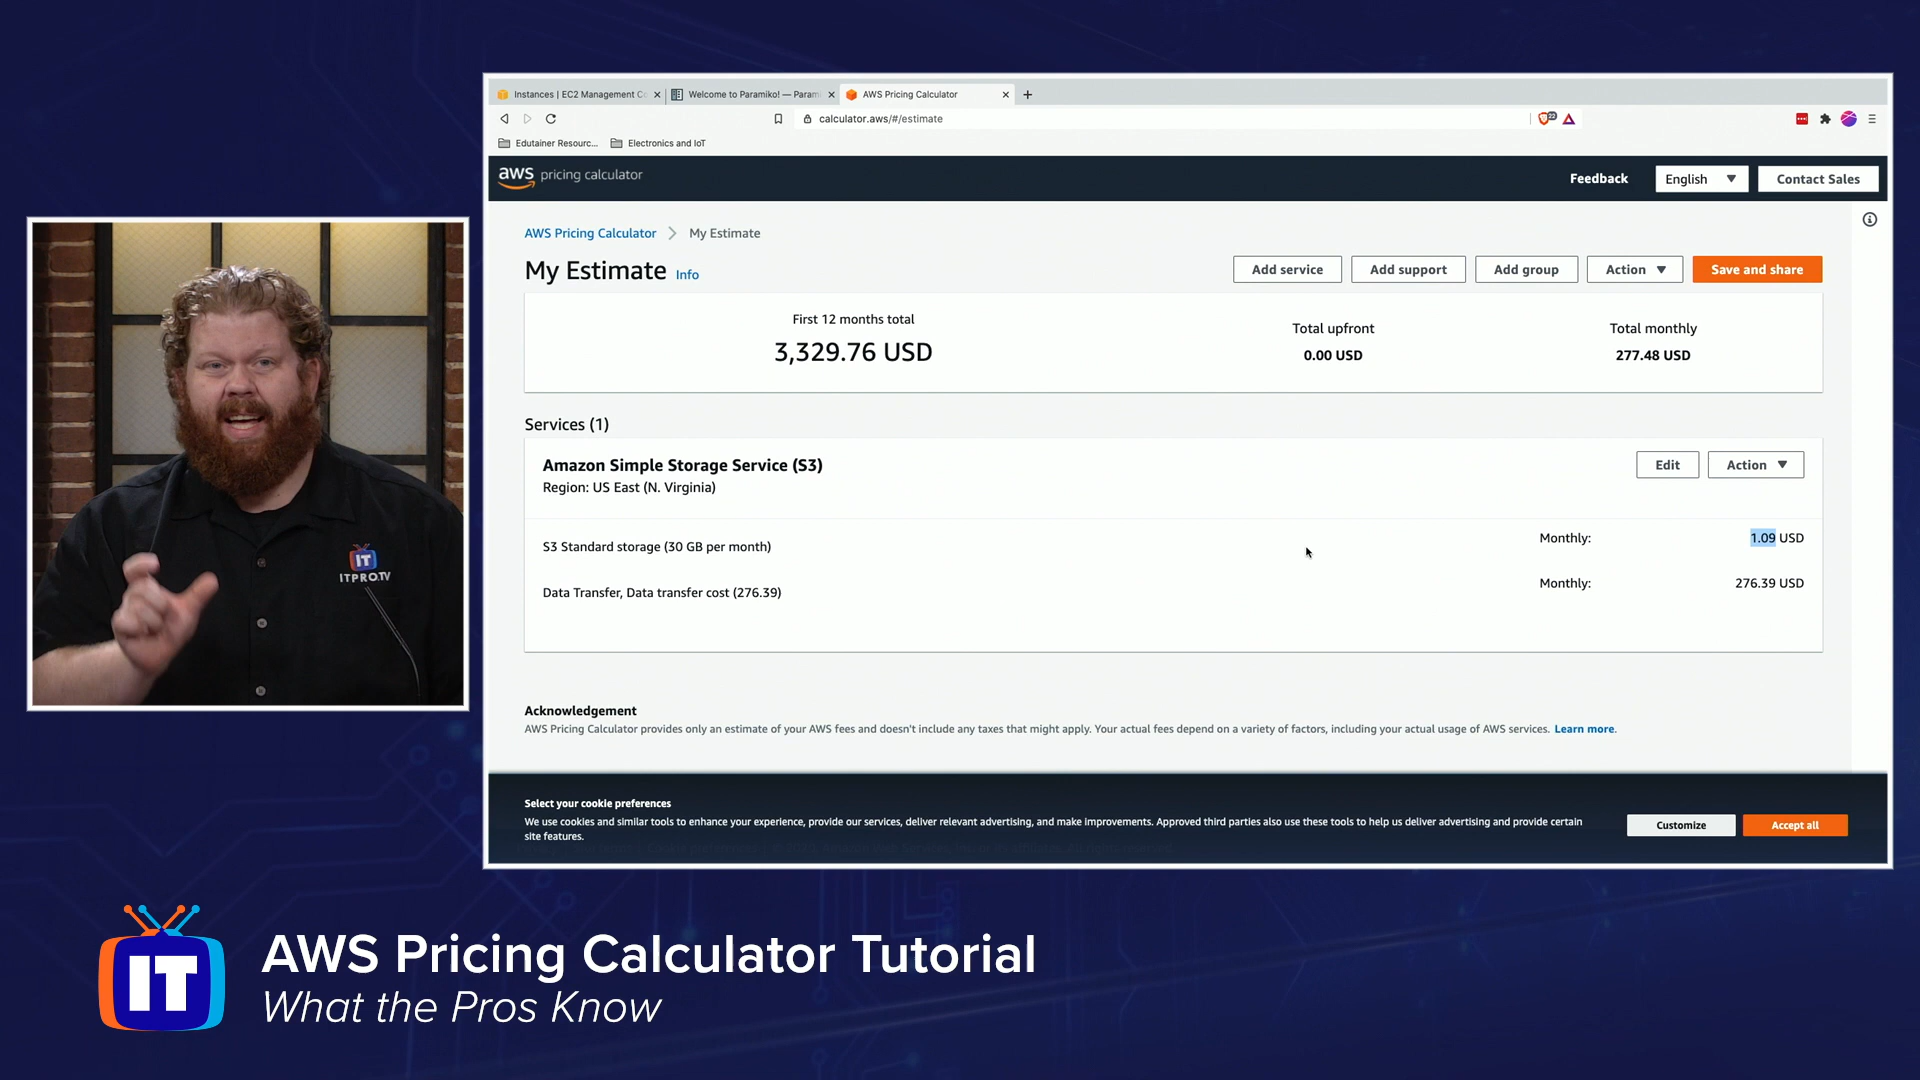 Instances | EC2 Management Co
Welcome to Paramiko! — Param
AWS Pricing Calculator
calculator.aws/#/estimate
22
Edutainer Resourc...
Electronics and IoT
aws pricing calculator
Feedback
English
Contact Sales
AWS Pricing Calculator
My Estimate
My Estimate
Info
Add service
Add support
Add group
Action
Save and share
First 12 months total
3,329.76 USD
Total upfront
0.00 USD
Total monthly
277.48 USD
Services (1)
Amazon Simple Storage Service (S3)
Region: US East (N. Virginia)
Edit
Action
S3 Standard storage (30 GB per month)
Monthly:
1.09 USD
Data Transfer, Data transfer cost (276.39)
Monthly:
276.39 USD
Acknowledgement
AWS Pricing Calculator provides only an estimate of your AWS fees and doesn't include any taxes that might apply. Your actual fees depend on a variety of factors, including your actual usage of AWS services. Learn more.
Select your cookie preferences
We use cookies and similar tools to enhance your experience, provide our services, deliver relevant advertising, and make improvements. Approved third parties also use these tools to help us deliver advertising and provide certain
site features.
Customize
Accept all
IT
ITPRO.TV
IT
AWS Pricing Calculator Tutorial
What the Pros Know